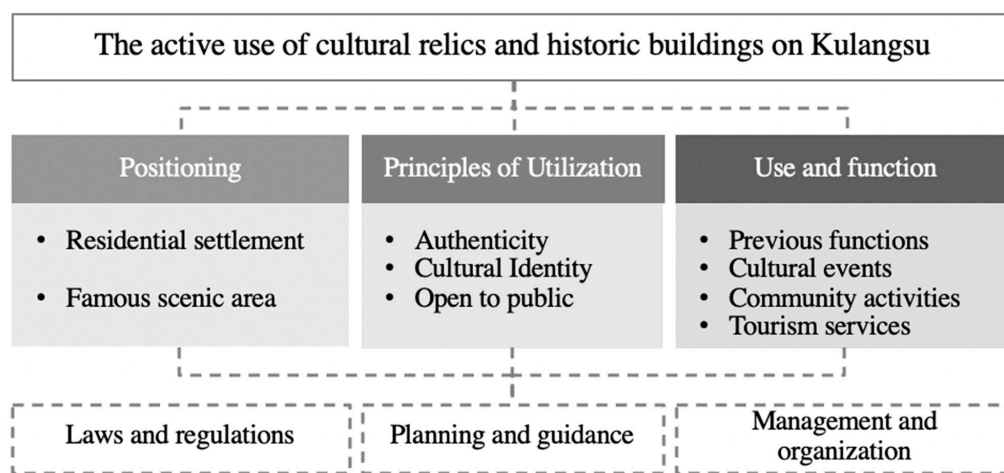 The active use of cultural relics and historic buildings on Kulangsu
Positioning
• Residential settlement
• Famous scenic area
Principles of Utilization
• Authenticity
• Cultural Identity
• Open to public
Use and function
• Previous functions
• Cultural events
• Community activities
• Tourism services
Laws and regulations
Planning and guidance
Management and
organization